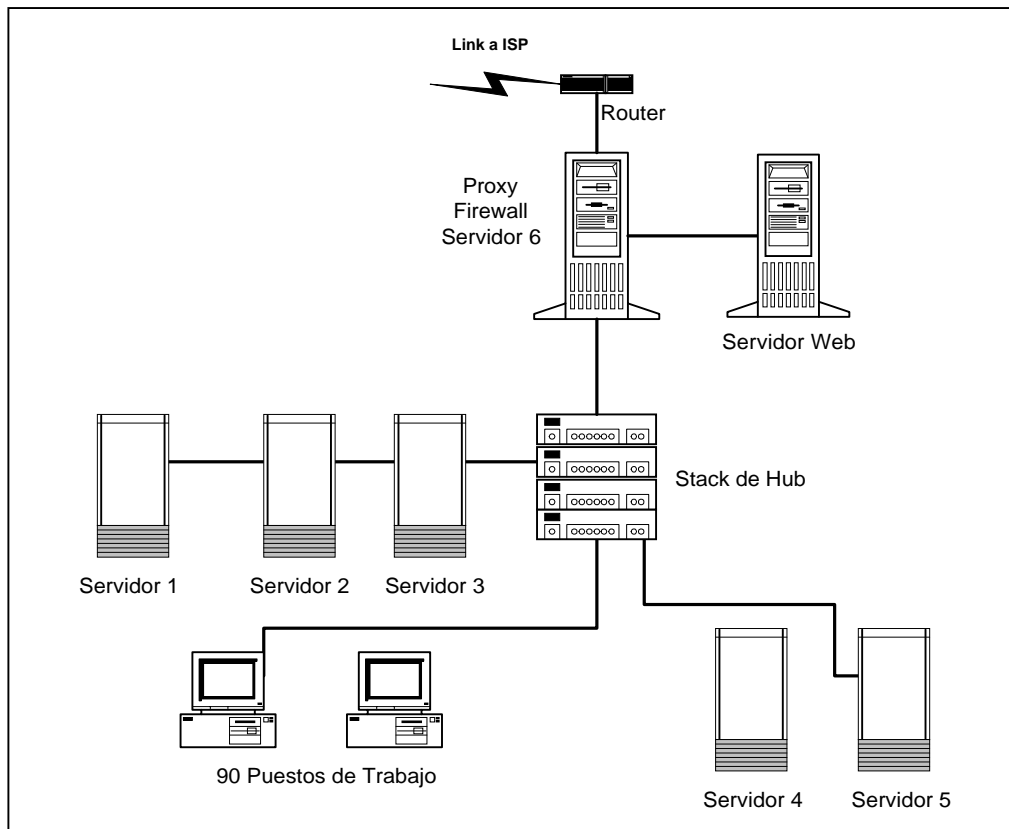 Link a ISP
Router
Proxy
Firewall
Servidor 6
Servidor Web
Stack de Hub
Servidor 1
Servidor 2
Servidor 3
90 Puestos de Trabajo
Servidor 4
Servidor 5